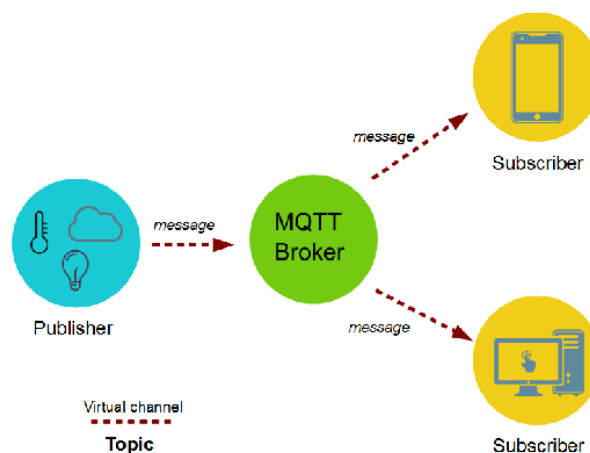 message
Subscriber
message
MQTT
Broker
Publisher
message
Virtual channel
Topic
Subscriber